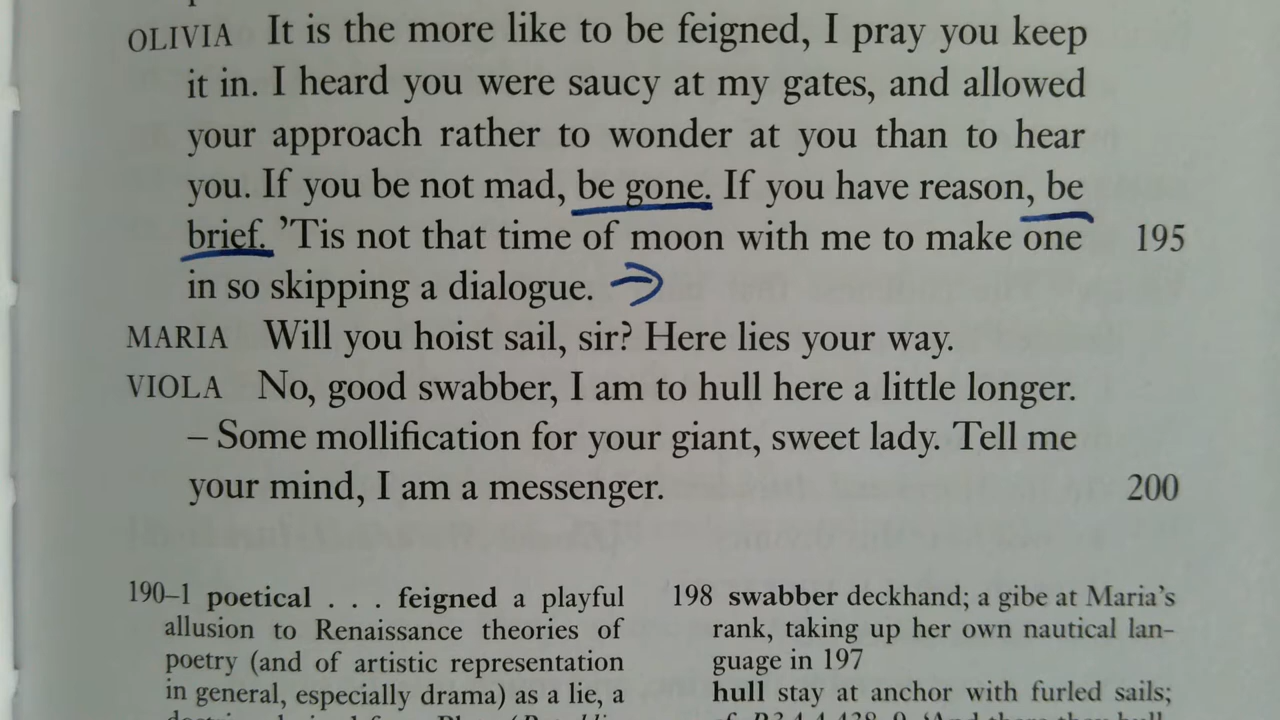 OLIVIA It is the more like to be feigned, I pray you keep
it in. I heard you were saucy at my gates, and allowed
your approach rather to wonder at you than to hear
you. If you be not mad, be gone. If you have reason, be
brief. ’Tis not that time of moon with me to make one 195
in so skipping a dialogue. →
MARIA Will you hoist sail, sir? Here lies your way.
VIOLA No, good swabber, I am to hull here a little longer.
– Some mollification for your giant, sweet lady. Tell me
your mind, I am a messenger. 200
190–1 poetical . . . feigned a playful
allusion to Renaissance theories of
poetry (and of artistic representation
in general, especially drama) as a lie, a
198 swabber deckhand; a gibe at Maria’s
rank, taking up her own nautical lan-
guage in 197
hull stay at anchor with furled sails;